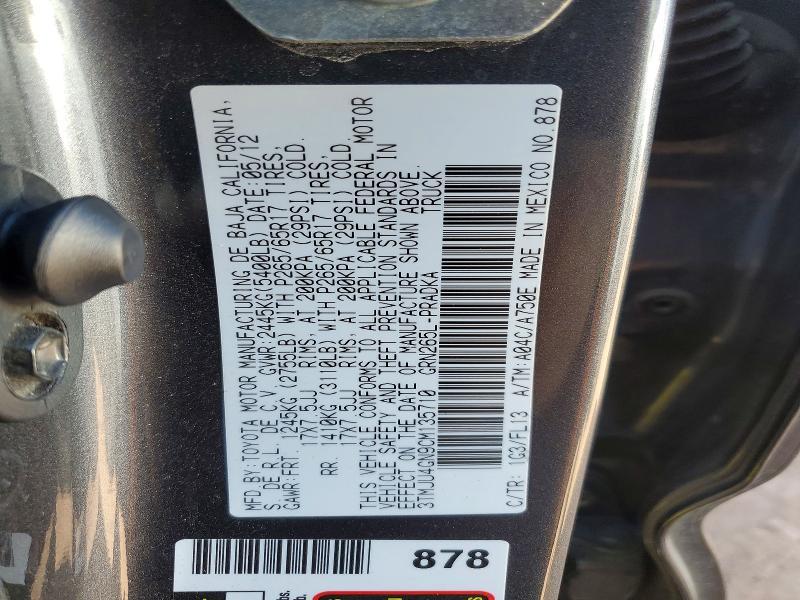 MFD.BY:TOYOTA MOTOR MANUFACTURING DE BAJA CALIFORNIA,
S. DE R.L. DE C.V. GVWR:2445KG(5400LB) DATE:05/12
GAWR:FRT. 1245KG (2755LB) WITH P265/65R17 TIRES,
17X7.5JJ RIMS, AT 200KPA (29PSI) COLD.
RR. 1410KG (3110LB) WITH P265/65R17 TIRES,
17X7.5JJ RIMS, AT 200KPA (29PSI) COLD.
THIS VEHICLE CONFORMS TO ALL APPLICABLE FEDERAL MOTOR
VEHICLE SAFETY AND THEFT PREVENTION STANDARDS IN
EFFECT ON THE DATE OF MANUFACTURE SHOWN ABOVE.
3TMJU4GN9CM135710 GRN265L-PRADKA TRUCK
C/TR: 1G3/FL13 A/TM:A04C/A750E MADE IN MEXICO NO.878
878